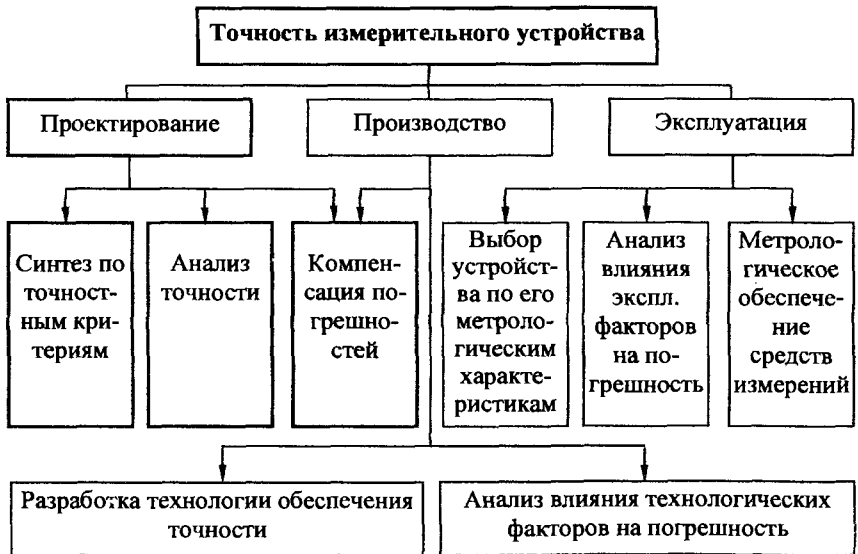 Точность измерительного устройства
Проектирование
Производство
Эксплуатация
Синтез по
точност-
ным кри-
териям
Анализ
точности
Компен-
сация по-
грешно-
стей
Выбор
устройст-
ва по его
метроло-
гическим
характе-
ристикам
Анализ
влияния
экспл.
факторов
на по-
грешность
Метроло-
гическое
обеспече-
ние
средств
измерений
Разработка технологии обеспечения
точности
Анализ влияния технологических
факторов на погрешность